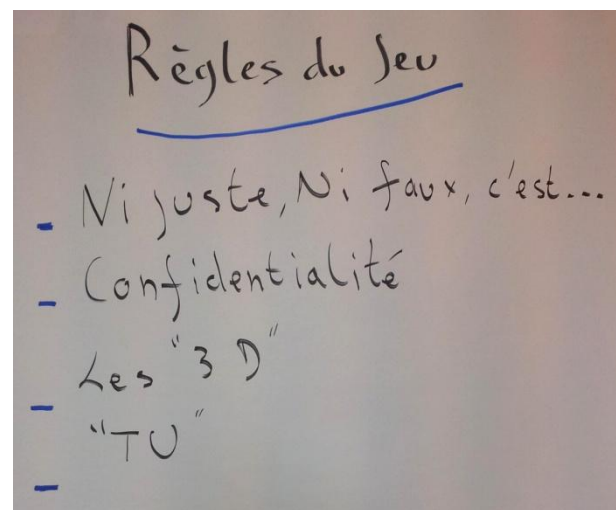 Règles du Jeu
- Ni juste, Ni faux, c'est...
- Confidentialité
- Les "3 D"
- "TU"
-